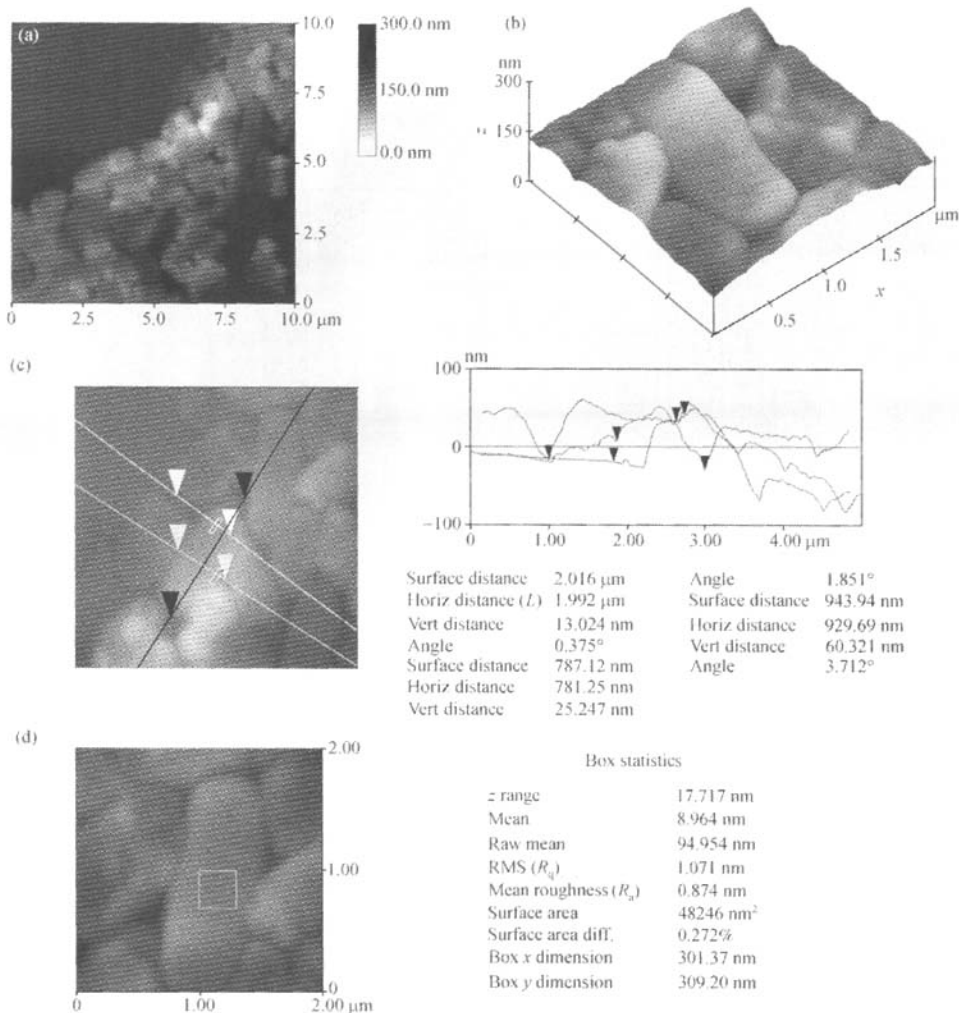 (a)
10.0
7.5
5.0
2.5
0
0 2.5 5.0 7.5 10.0 μm
300.0 nm
150.0 nm
0.0 nm
(b)
nm
300
150
0
z
μm
1.5
1.0
0.5
x
(c)
nm
100
0
−100
0 1.00 2.00 3.00 4.00 μm
Surface distance 2.016 μm
Horiz distance (L) 1.992 μm
Vert distance 13.024 nm
Angle 0.375°
Surface distance 787.12 nm
Horiz distance 781.25 nm
Vert distance 25.247 nm
Angle 1.851°
Surface distance 943.94 nm
Horiz distance 929.69 nm
Vert distance 60.321 nm
Angle 3.712°
(d)
2.00
1.00
0
0 1.00 2.00 μm
Box statistics
z range 17.717 nm
Mean 8.964 nm
Raw mean 94.954 nm
RMS (Rq) 1.071 nm
Mean roughness (Ra) 0.874 nm
Surface area 48246 nm²
Surface area diff. 0.272%
Box x dimension 301.37 nm
Box y dimension 309.20 nm